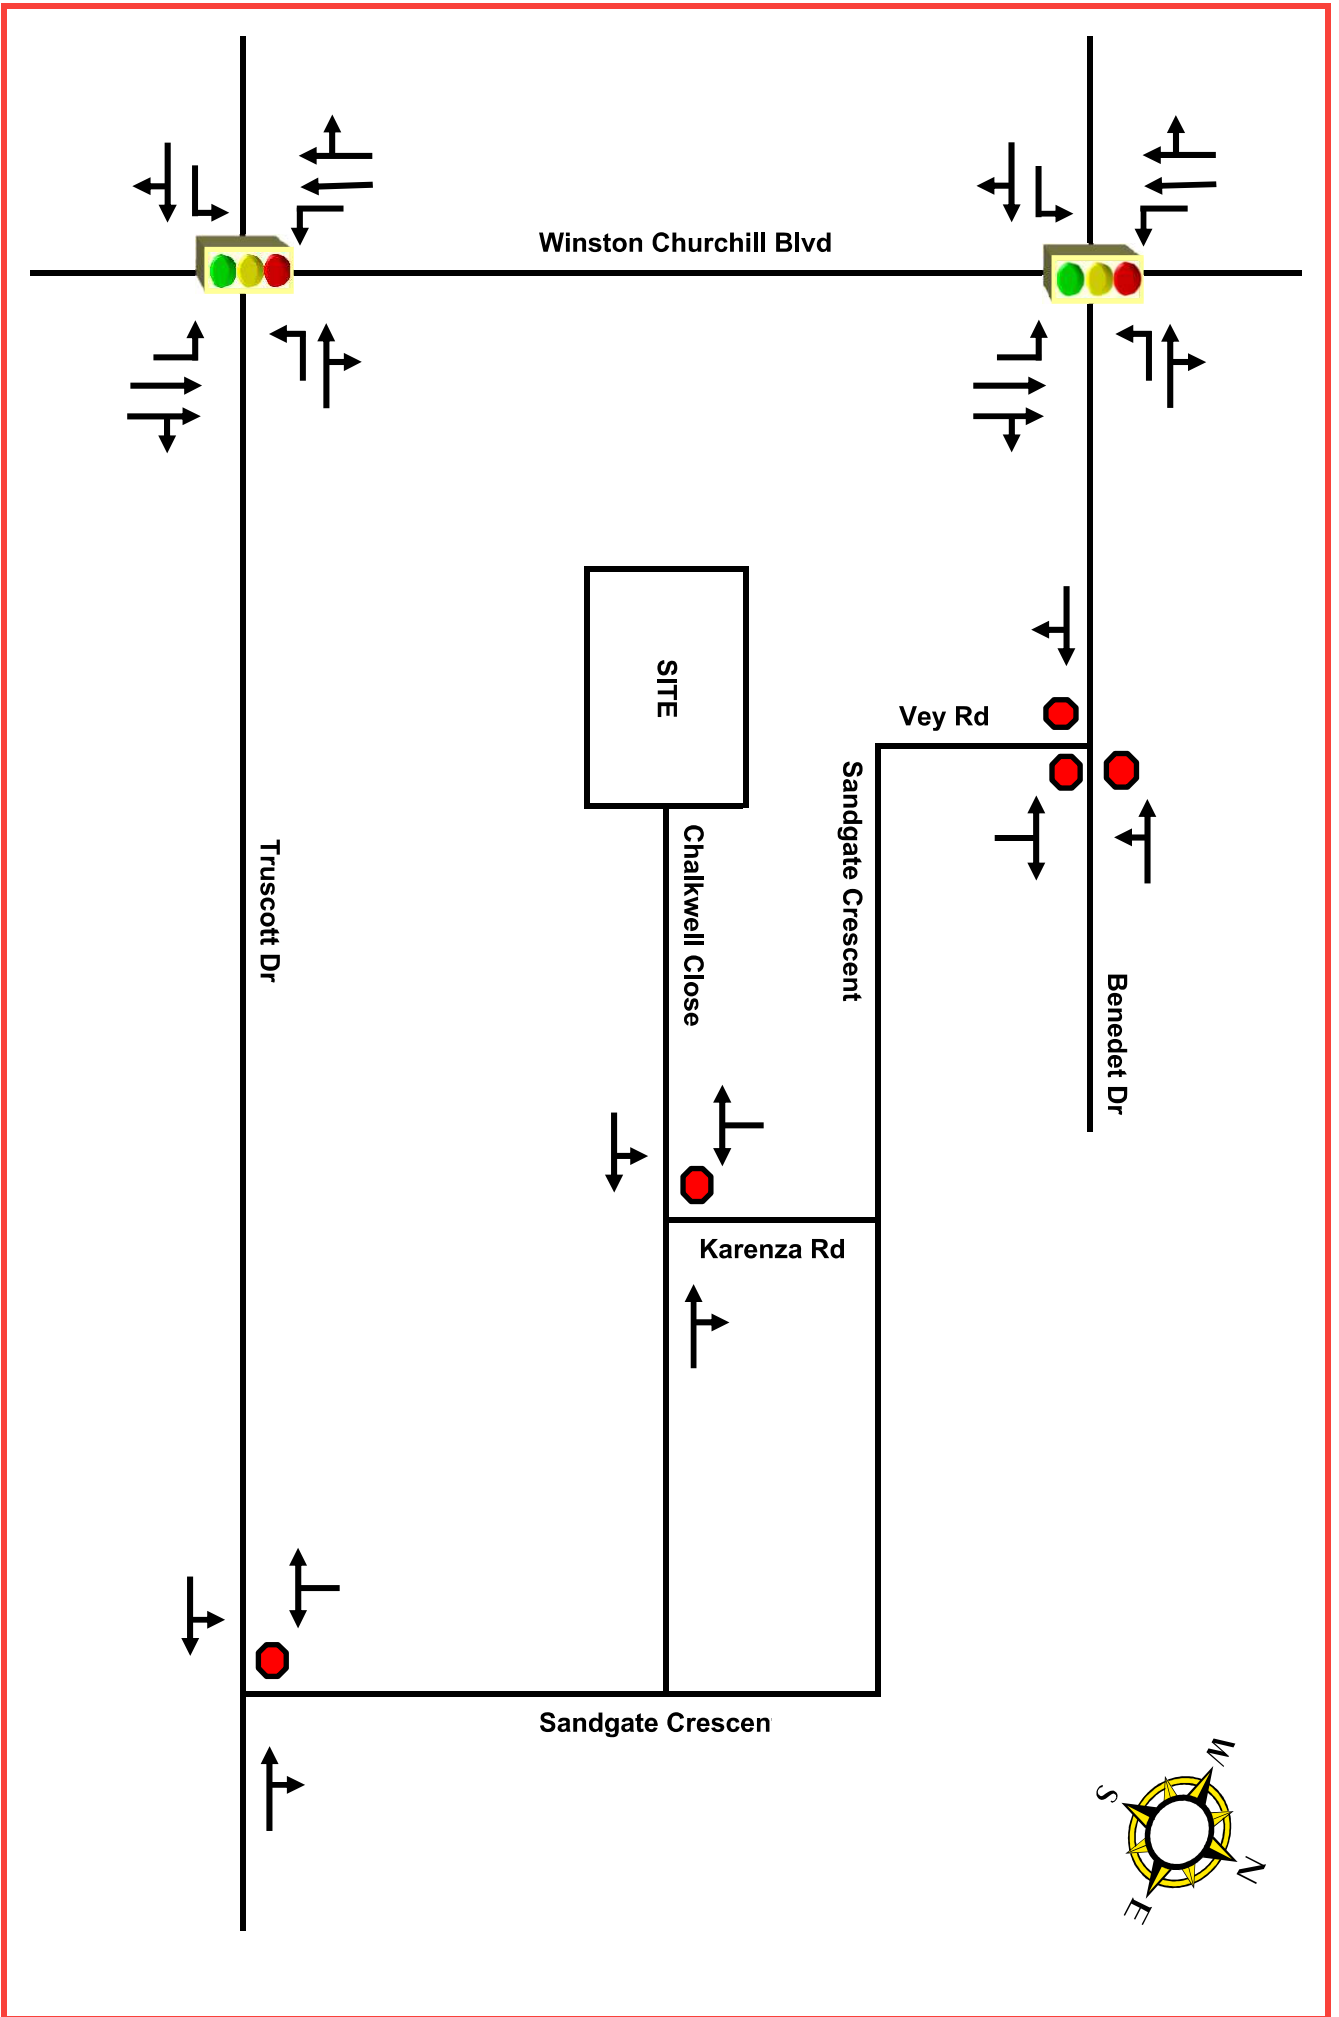 Winston Churchill Blvd
SITE
Vey Rd
Sandgate Crescent
Chalkwell Close
Truscott Dr
Benedet Dr
Karenza Rd
Sandgate Crescen
W
S
N
E